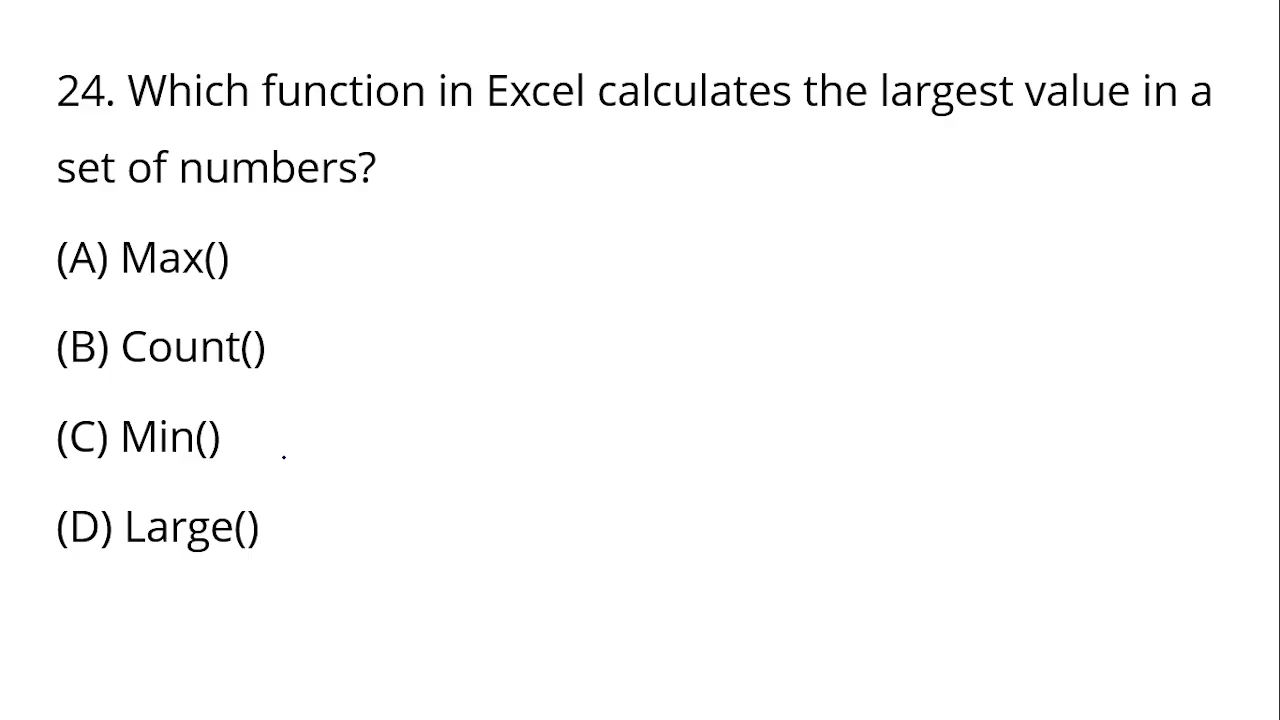 24. Which function in Excel calculates the largest value in a
set of numbers?
(A) Max()
(B) Count()
(C) Min()
(D) Large()